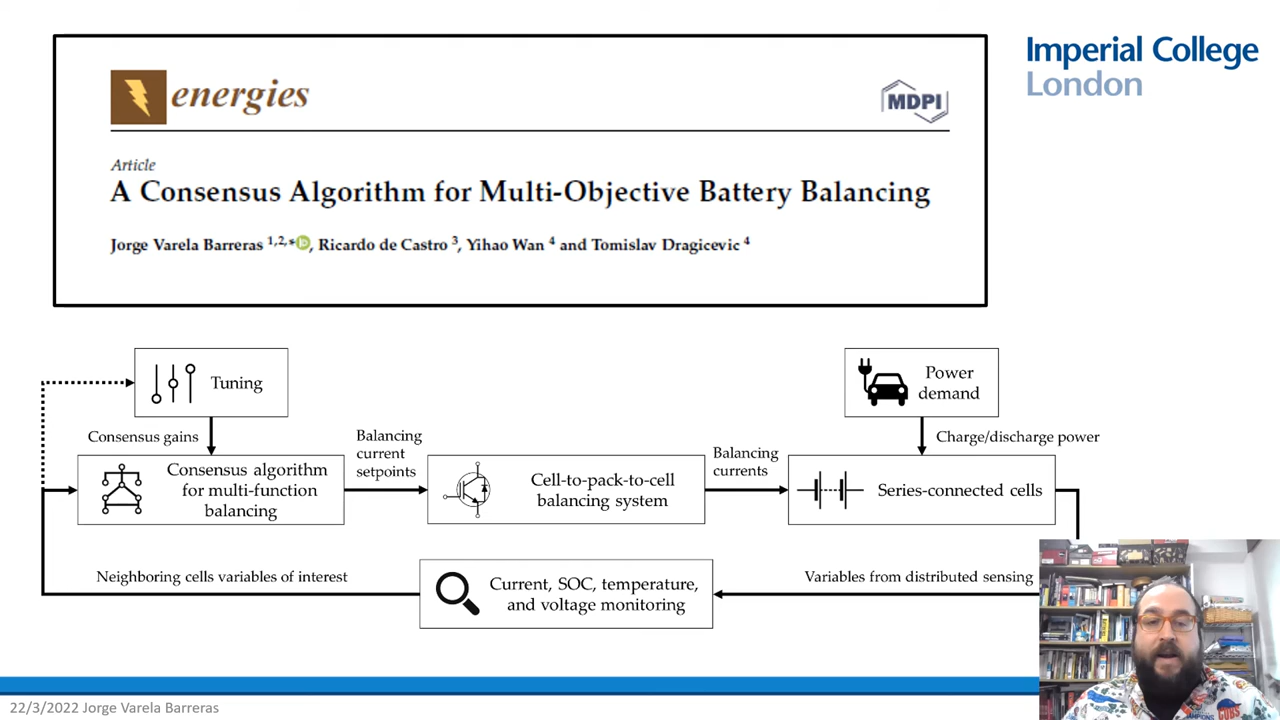 Imperial College
London
energies
MDPI
Article
A Consensus Algorithm for Multi-Objective Battery Balancing
Jorge Varela Barreras 1,2,* iD, Ricardo de Castro 3, Yihao Wan 4 and Tomislav Dragicevic 4
Tuning
Power
demand
Consensus gains
Balancing
current
setpoints
Balancing
currents
Charge/discharge power
Consensus algorithm
for multi-function
balancing
Cell-to-pack-to-cell
balancing system
Series-connected cells
Neighboring cells variables of interest
Current, SOC, temperature,
and voltage monitoring
Variables from distributed sensing
CUBS
22/3/2022 Jorge Varela Barreras